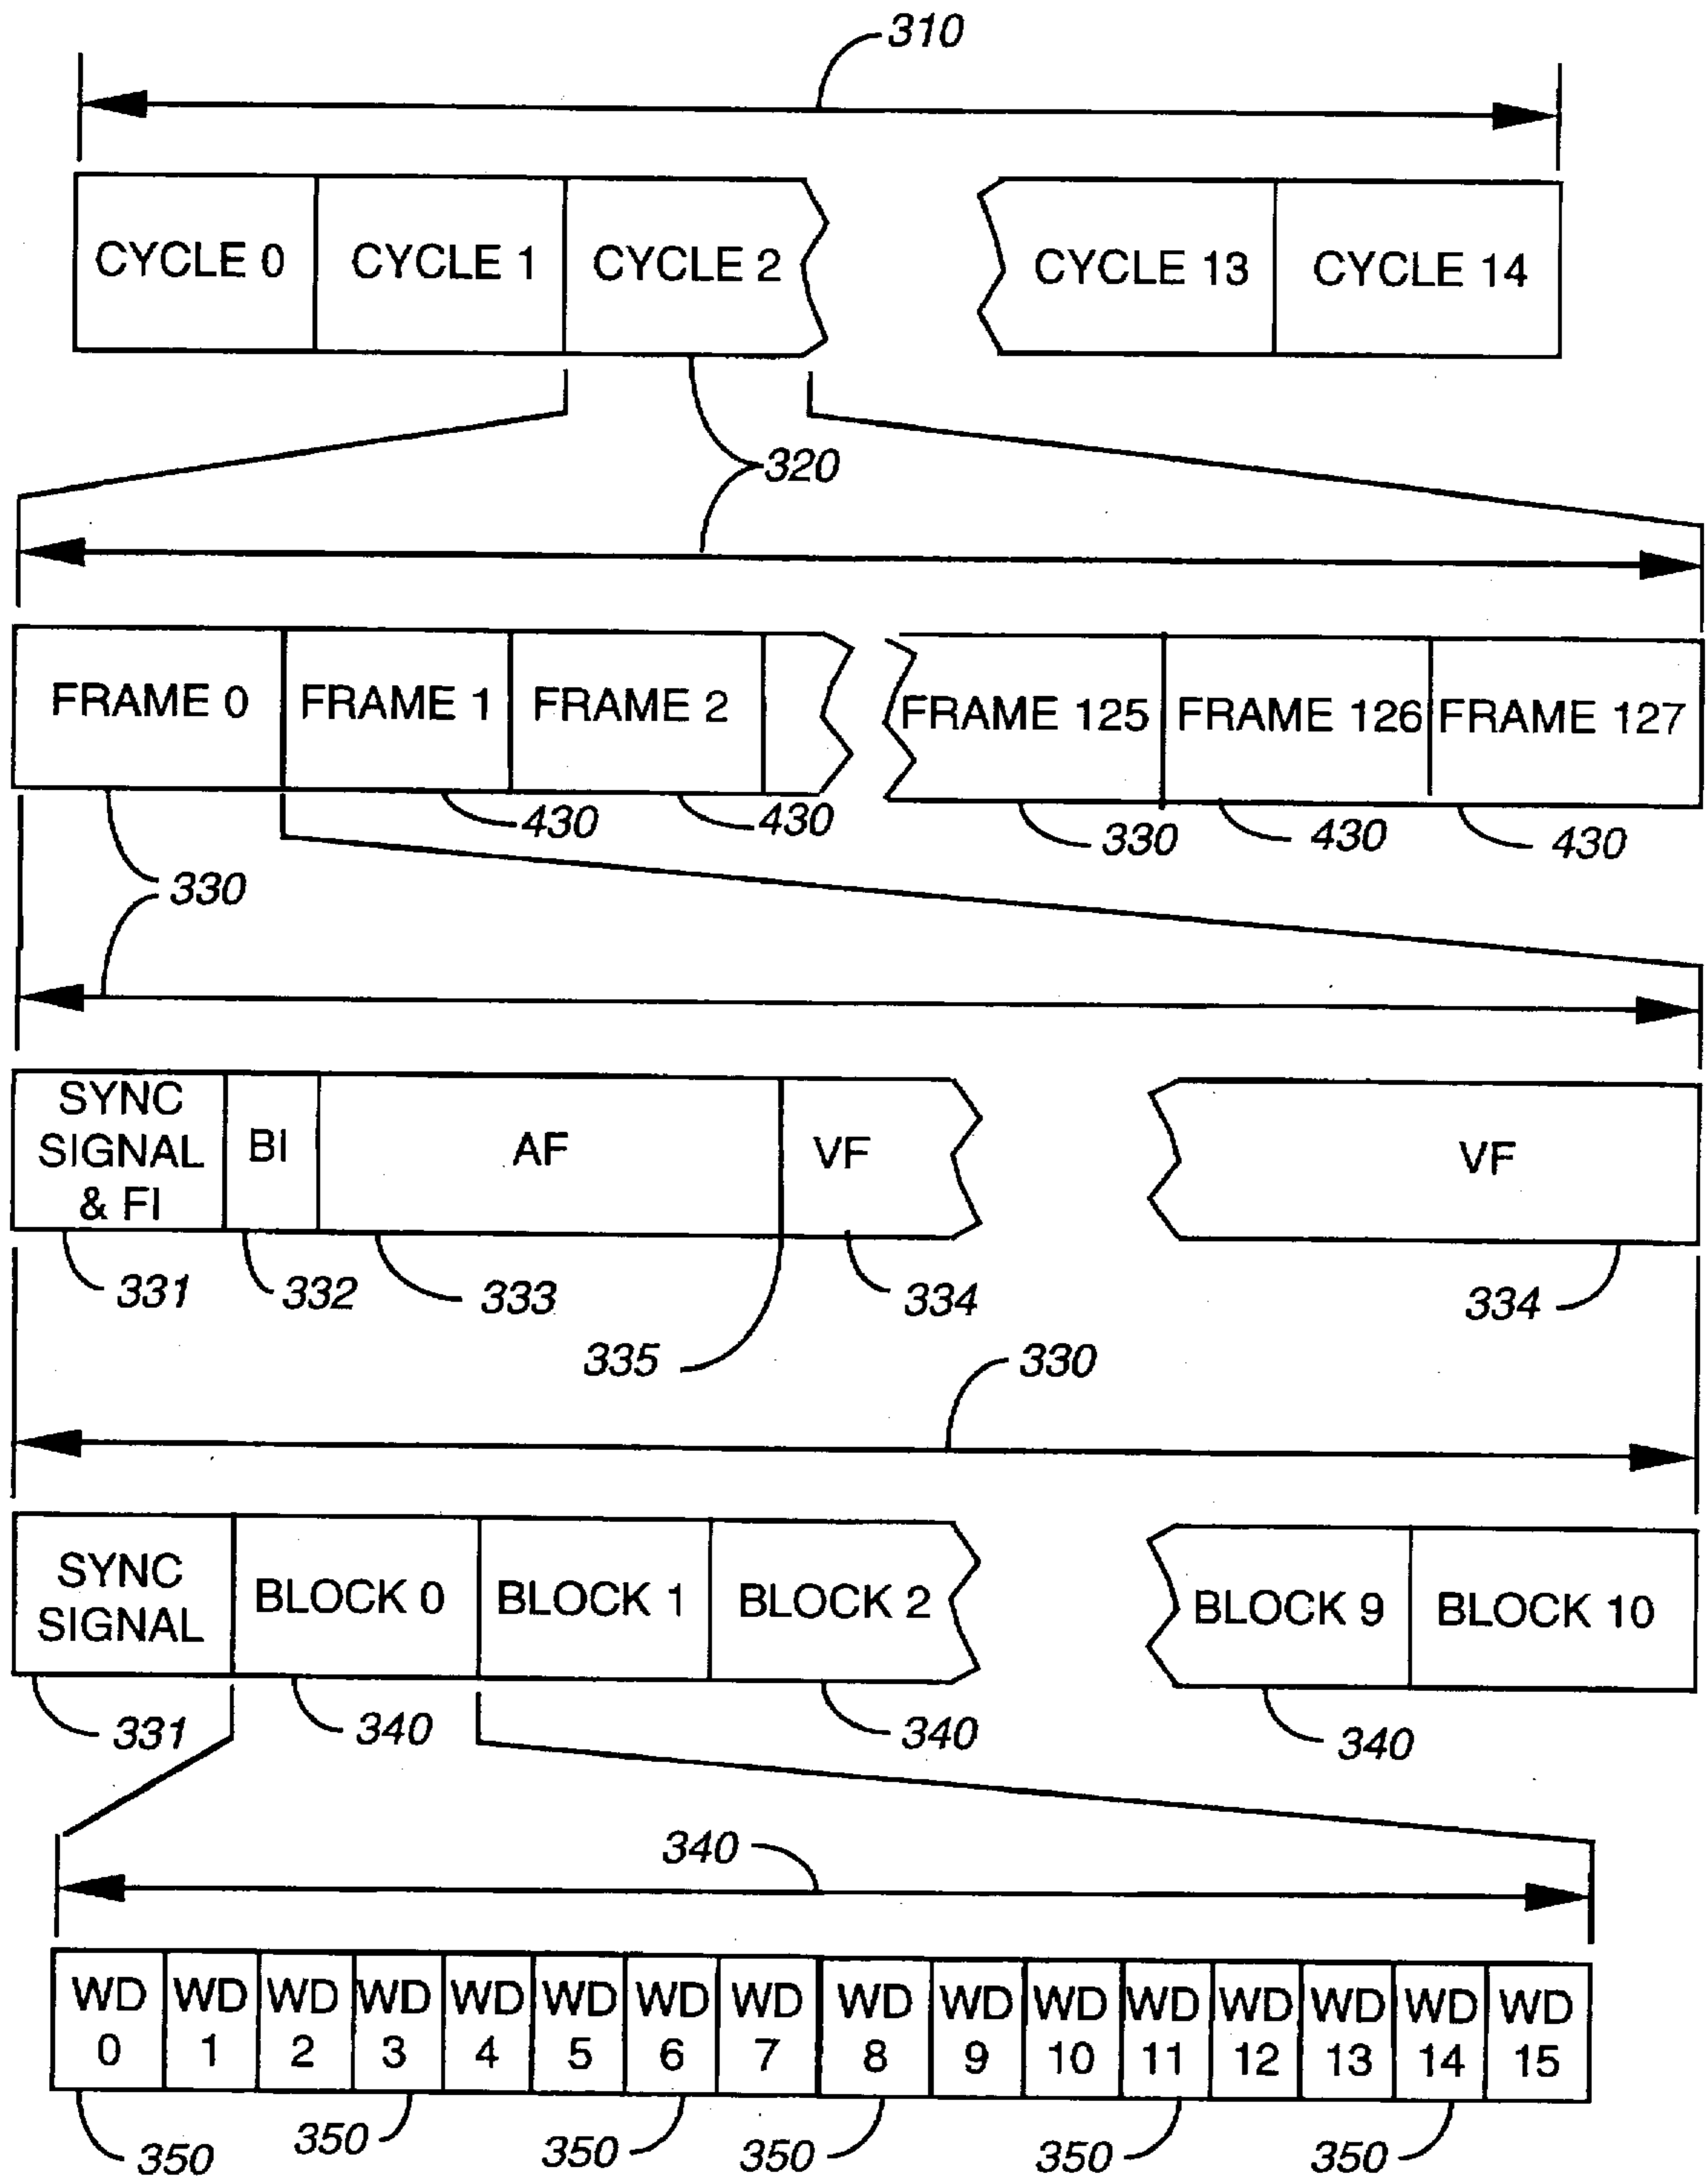 310
CYCLE 0 CYCLE 1 CYCLE 2 CYCLE 13 CYCLE 14
320
FRAME 0 FRAME 1 FRAME 2 FRAME 125 FRAME 126 FRAME 127
430 430 330 430 430
330
SYNC
SIGNAL
& FI
BI
AF
VF
VF
331 332 333 334 334
335
330
SYNC
SIGNAL
BLOCK 0 BLOCK 1 BLOCK 2 BLOCK 9 BLOCK 10
331 340 340 340
340
WD WD WD WD WD WD WD WD WD WD WD WD WD WD WD WD
0 1 2 3 4 5 6 7 8 9 10 11 12 13 14 15
350 350 350 350 350 350